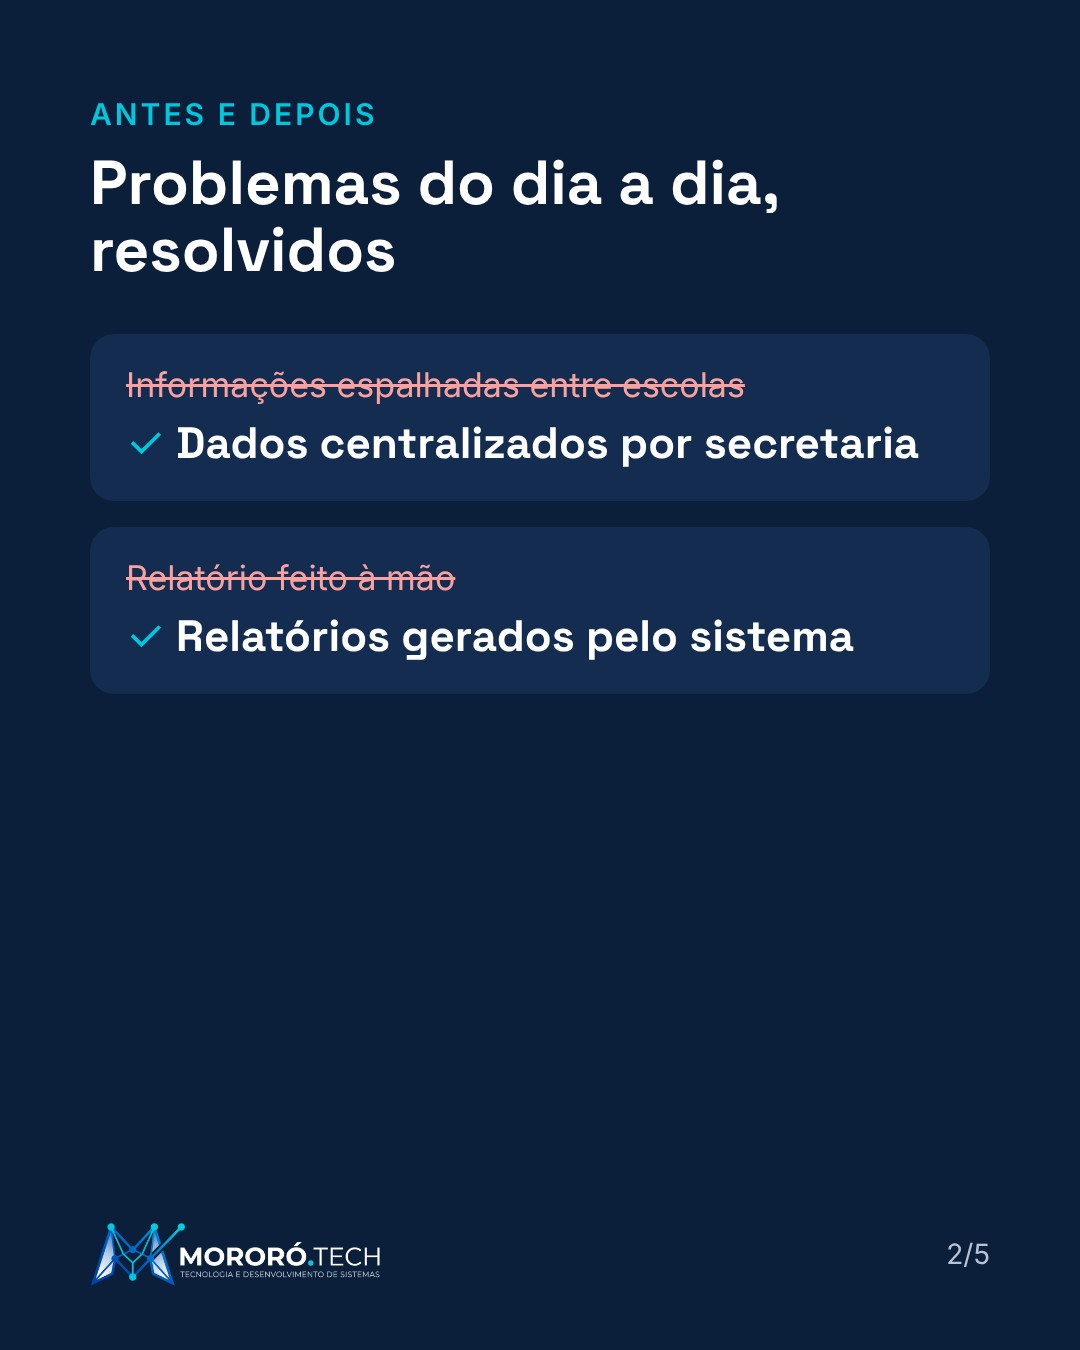 ANTES E DEPOIS
Problemas do dia a dia,
resolvidos
Informações espalhadas entre escolas
Dados centralizados por secretaria
Relatório feito à mão
Relatórios gerados pelo sistema
MORORÓ.TECH
TECNOLOGIA E DESENVOLVIMENTO DE SISTEMAS
2/5